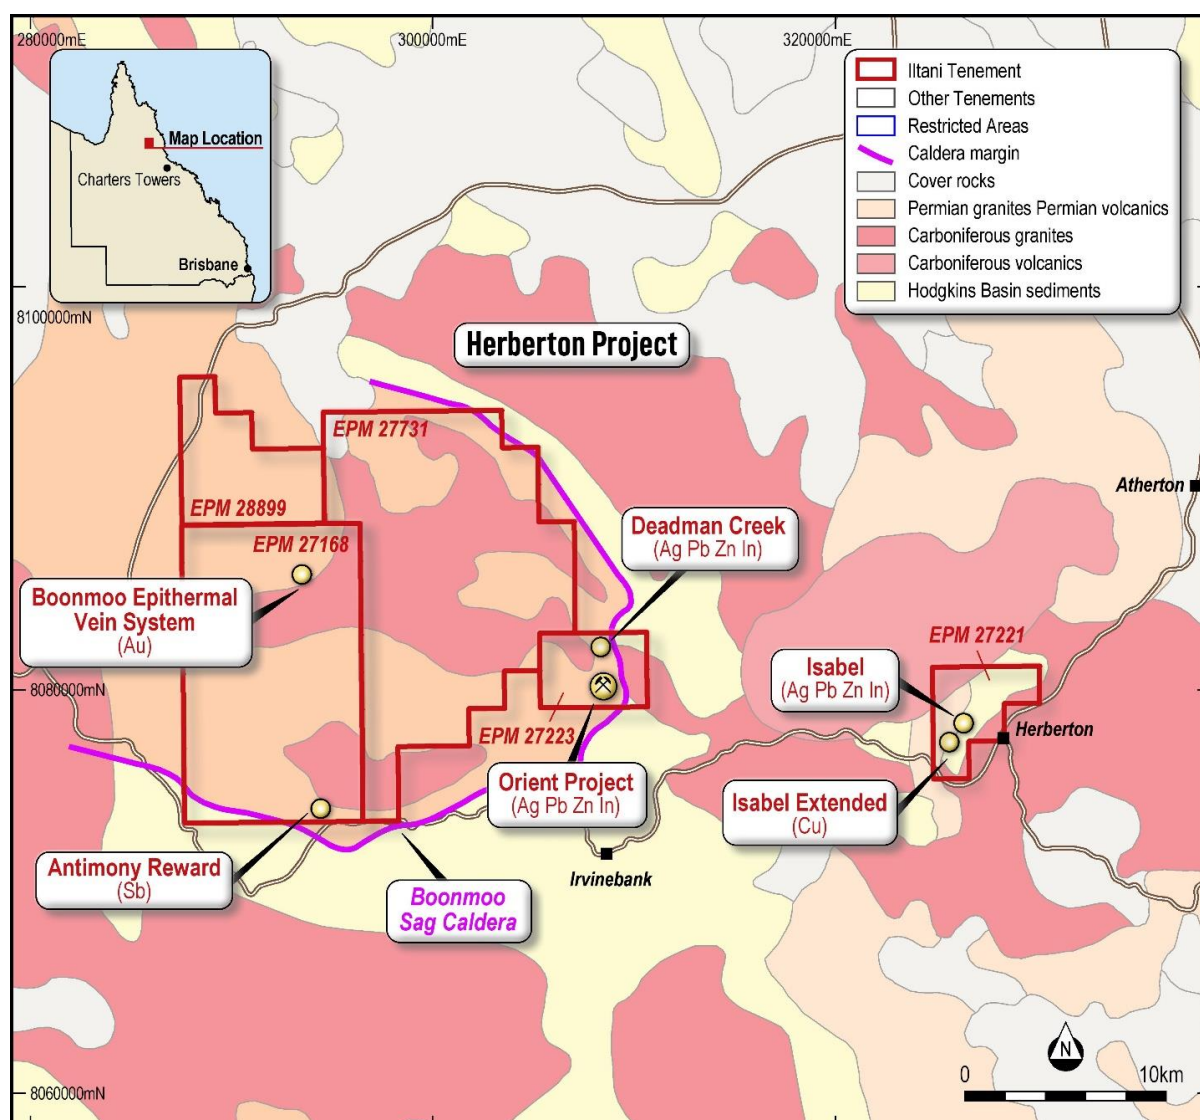 280000mE
300000mE
320000mE
Map Location
Charters Towers
Brisbane
Iltani Tenement
Other Tenements
Restricted Areas
Caldera margin
Cover rocks
Permian granites Permian volcanics
Carboniferous granites
Carboniferous volcanics
Hodgkins Basin sediments
8100000mN
Herberton Project
EPM 27731
Atherton
EPM 28899
EPM 27168
Deadman Creek
(Ag Pb Zn In)
Boonmoo Epithermal
Vein System
(Au)
EPM 27221
Isabel
(Ag Pb Zn In)
8080000mN
EPM 27223
Herberton
Orient Project
(Ag Pb Zn In)
Isabel Extended
(Cu)
Antimony Reward
(Sb)
Irvinebank
Boonmoo
Sag Caldera
N
0
10km
8060000mN